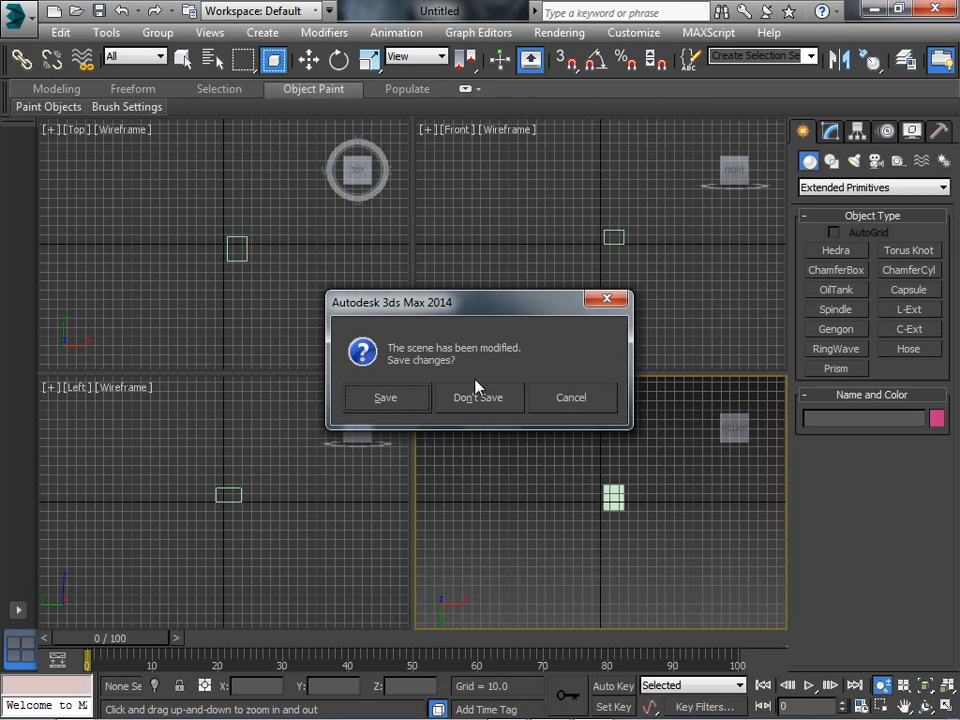 Workspace: Default
Untitled
Type a keyword or phrase
Edit Tools Group Views Create Modifiers Animation Graph Editors Rendering Customize MAXScript Help
All
View
3
Create Selection Se
Modeling Freeform Selection Object Paint Populate
Paint Objects Brush Settings
[+] [Top] [Wireframe]
TOP
[+] [Front] [Wireframe]
FRONT
Extended Primitives
Object Type
AutoGrid
Hedra Torus Knot
ChamferBox ChamferCyl
OilTank Capsule
Spindle L-Ext
Gengon C-Ext
RingWave Hose
Prism
Name and Color
Autodesk 3ds Max 2014
The scene has been modified.
Save changes?
Save Don't Save Cancel
[+] [Left] [Wireframe]
BOTTOM
0 / 100
0 10 20 30 40 50 60 70 80 90 100
None Se X: Y: Z: Grid = 10.0 Auto Key Selected
Welcome to M
Click and drag up-and-down to zoom in and out Add Time Tag Set Key Key Filters... 0